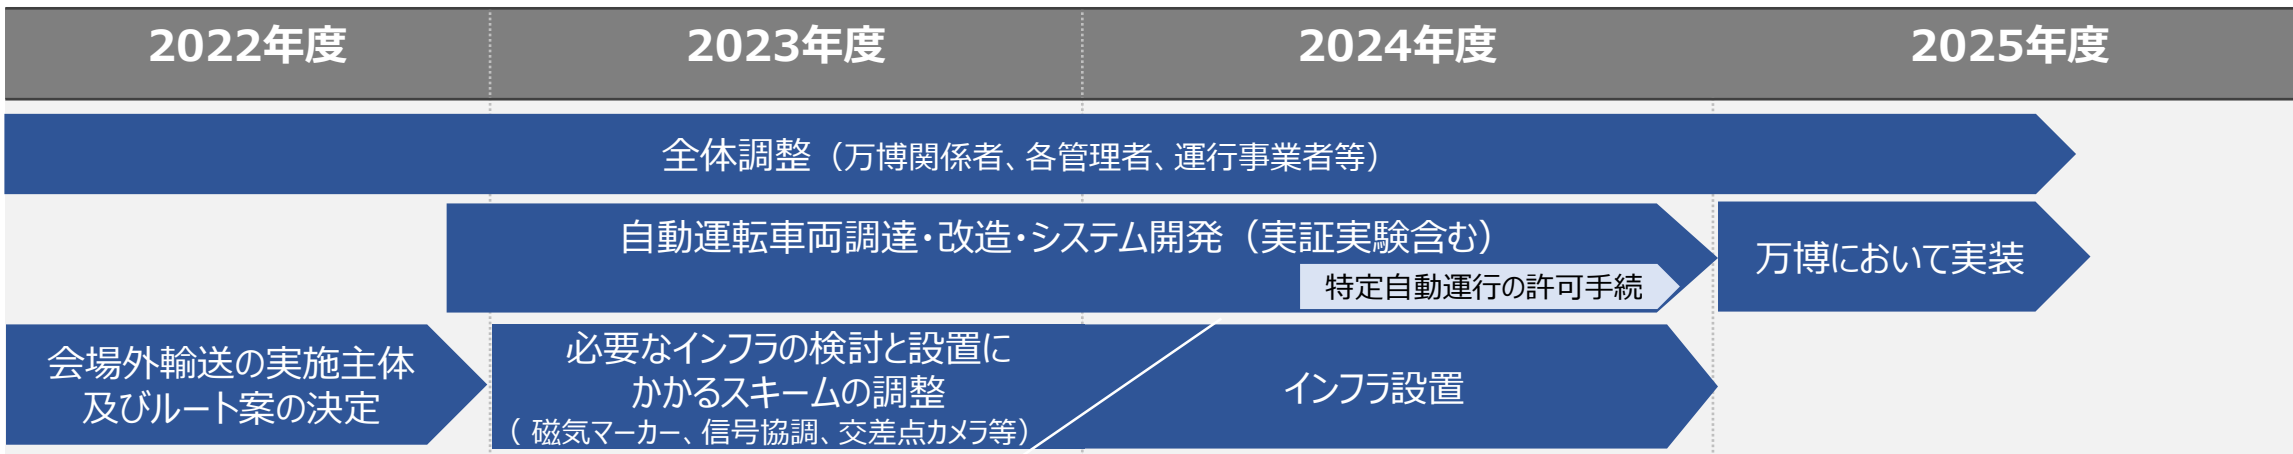 2022年度
2023年度
2024年度
2025年度
全体調整（万博関係者、各管理者、運行事業者等）
自動運転車両調達・改造・システム開発（実証実験含む）
特定自動運行の許可手続
万博において実装
会場外輸送の実施主体
及びルート案の決定
必要なインフラの検討と設置に
かかるスキームの調整
（ 磁気マーカー、信号協調、交差点カメラ等）
インフラ設置